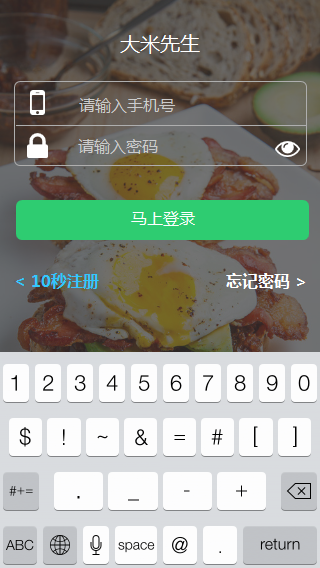 大米先生
请输入手机号
请输入密码
马上登录
< 10秒注册 忘记密码 >
1 2 3 4 5 6 7 8 9 0
$ ! ~ & = # [ ]
#+= . _ - +
ABC space @ . return